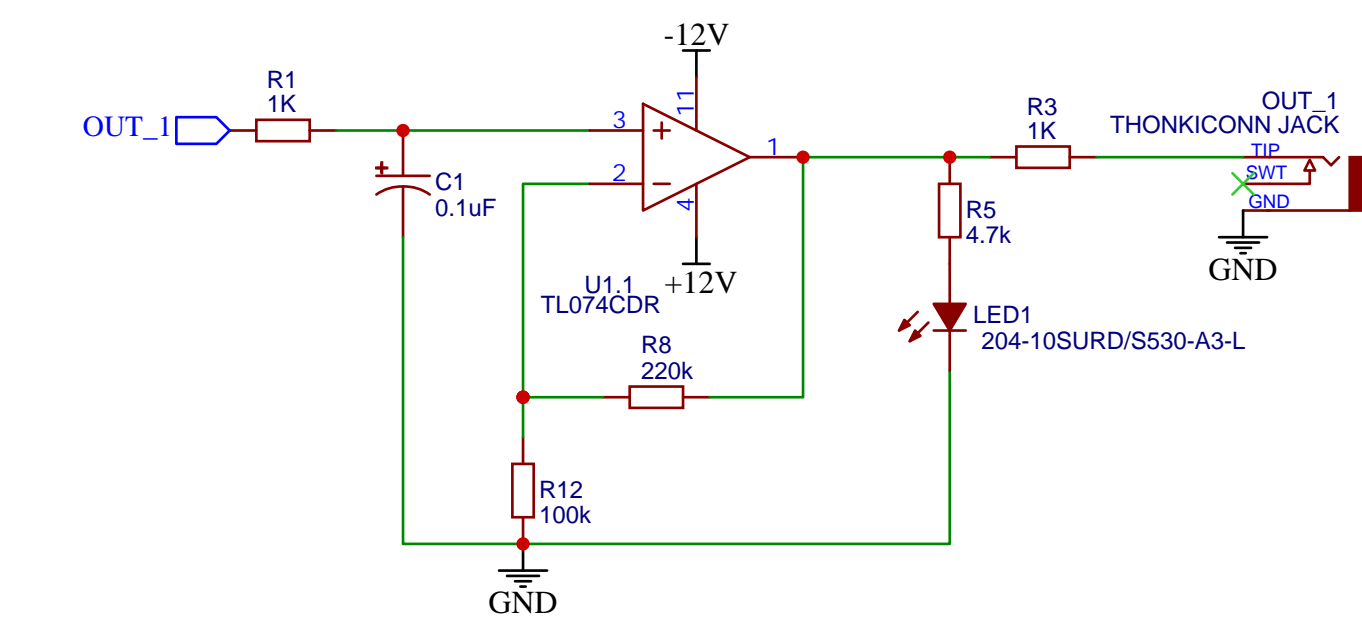 -12V
R1
1K
OUT_1
3
2
11
4
1
C1
0.1uF
U1.1
TL074CDR
+12V
R8
220k
R12
100k
GND
R3
1K
R5
4.7k
LED1
204-10SURD/S530-A3-L
OUT_1
THONKICONN JACK
TIP
SWT
GND
GND